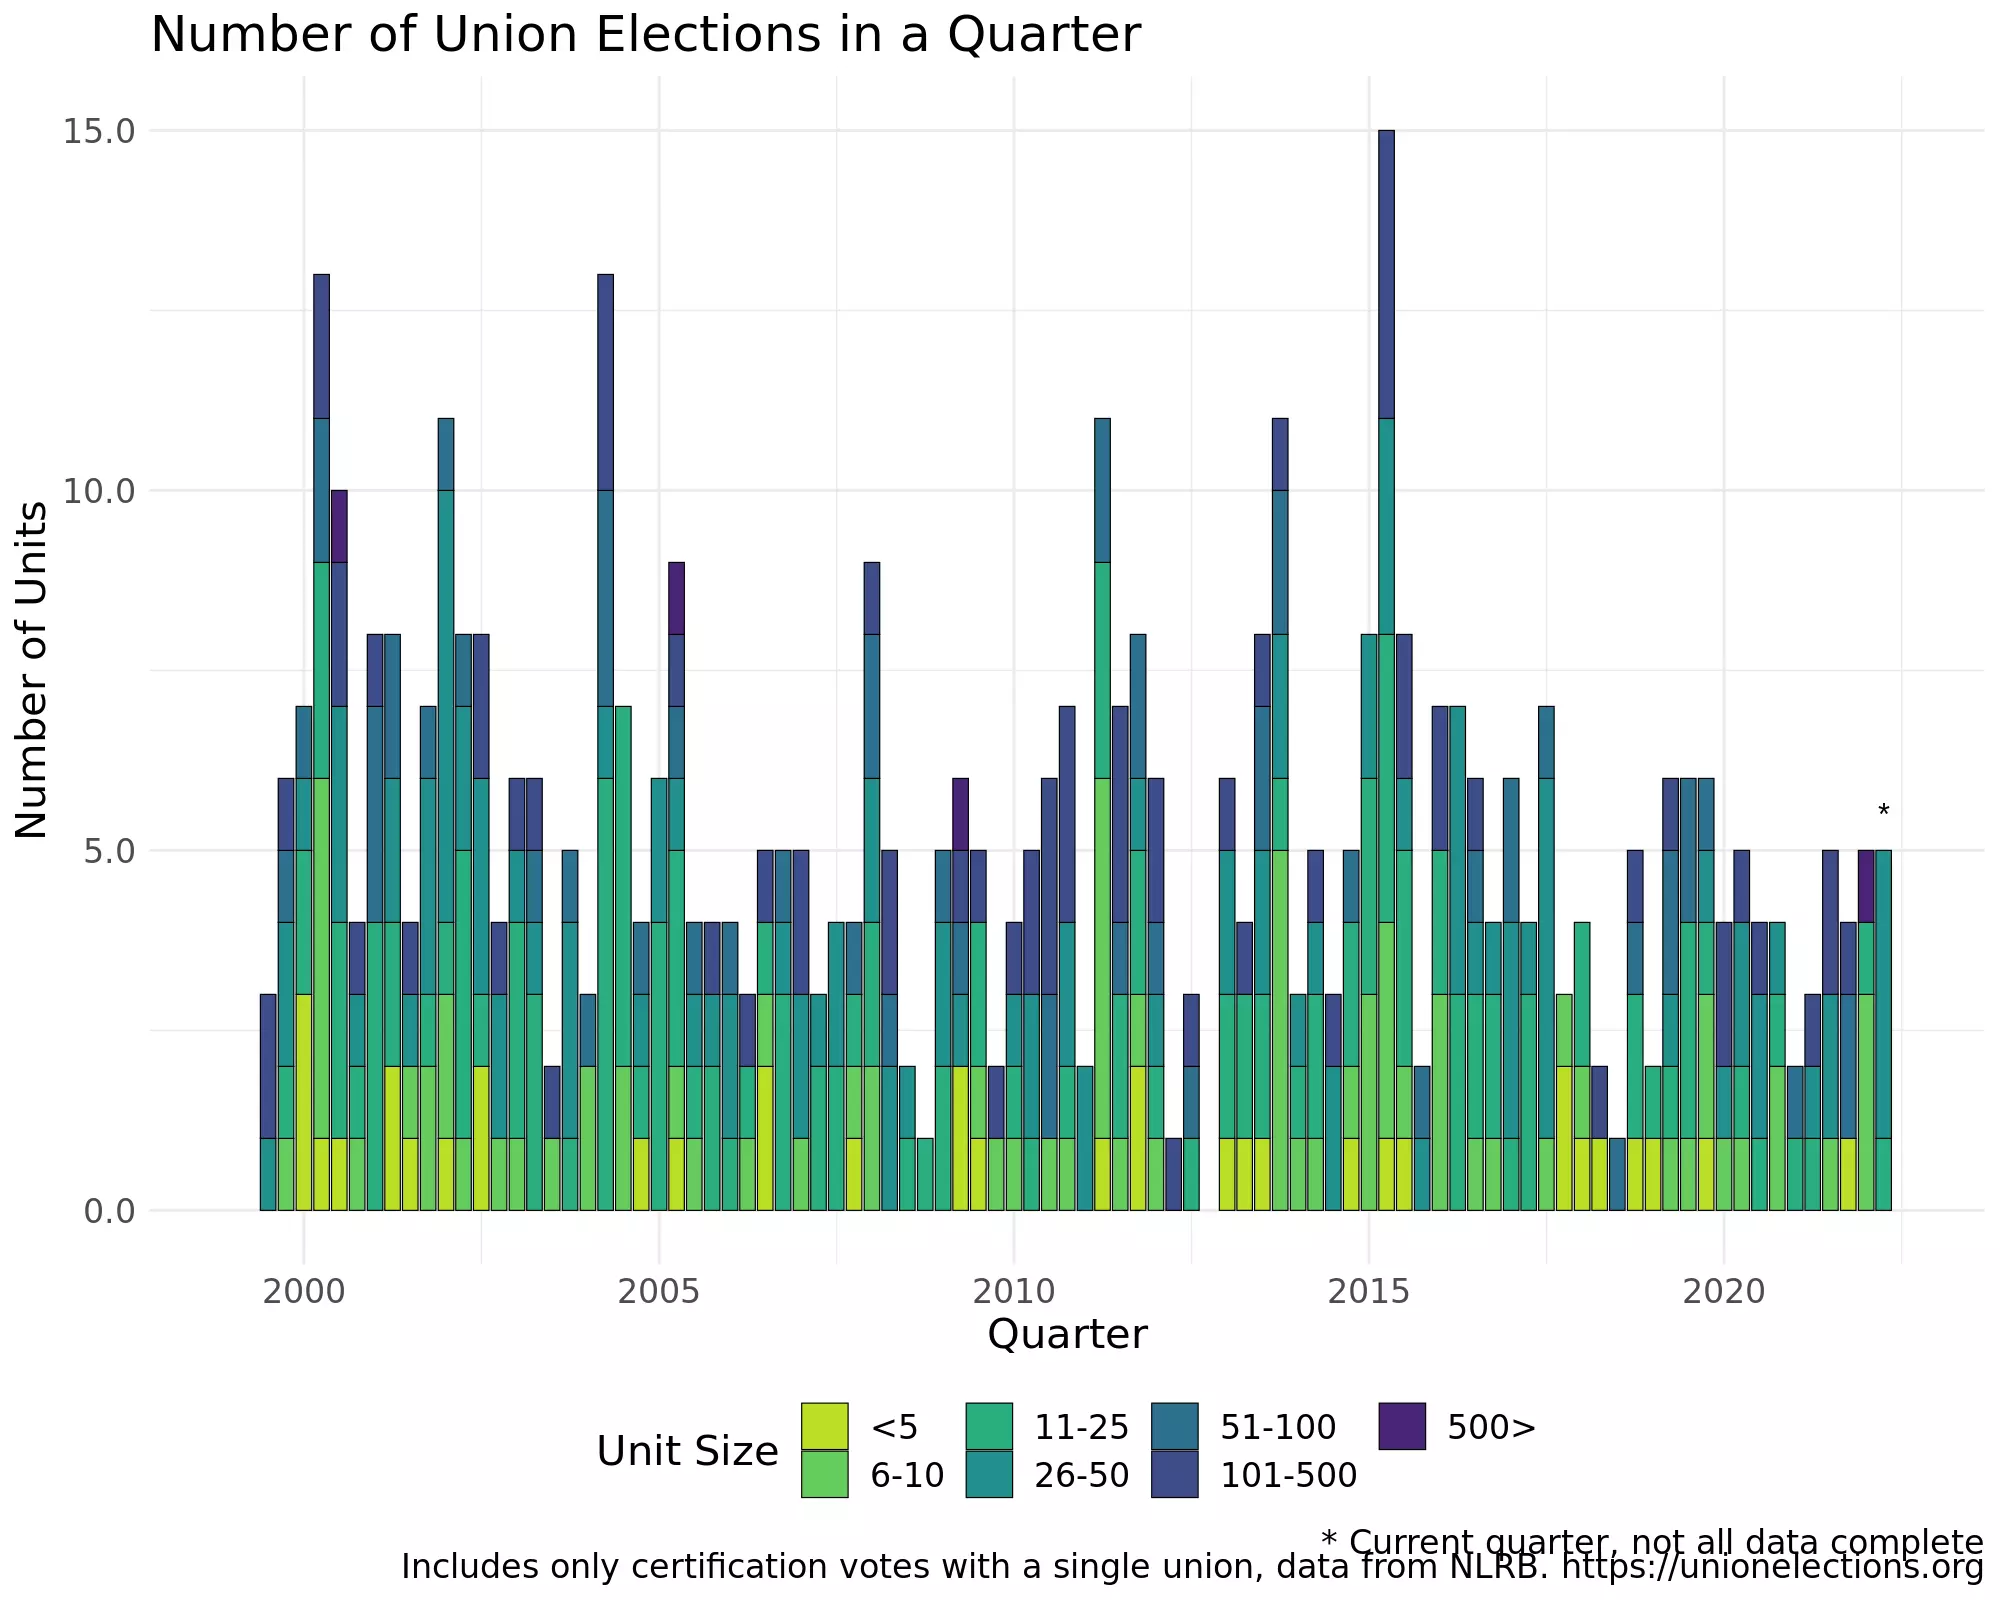 Number of Union Elections in a Quarter
Number of Units
15.0
10.0
5.0
0.0
*
2000 2005 2010 2015 2020
Quarter
Unit Size
<5 11-25 51-100 500>
6-10 26-50 101-500
* Current quarter, not all data complete
Includes only certification votes with a single union, data from NLRB. https://unionelections.org